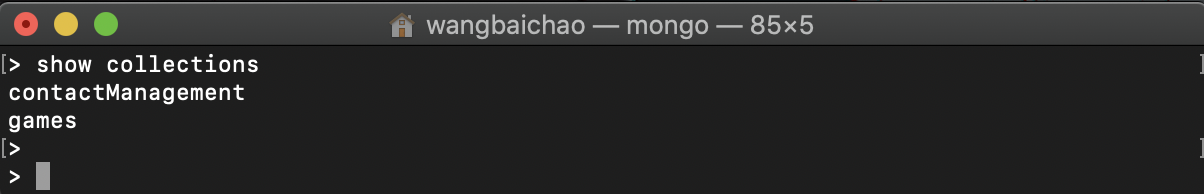 wangbaichao — mongo — 85×5
[> show collections ]
contactManagement
games
[> ]
>